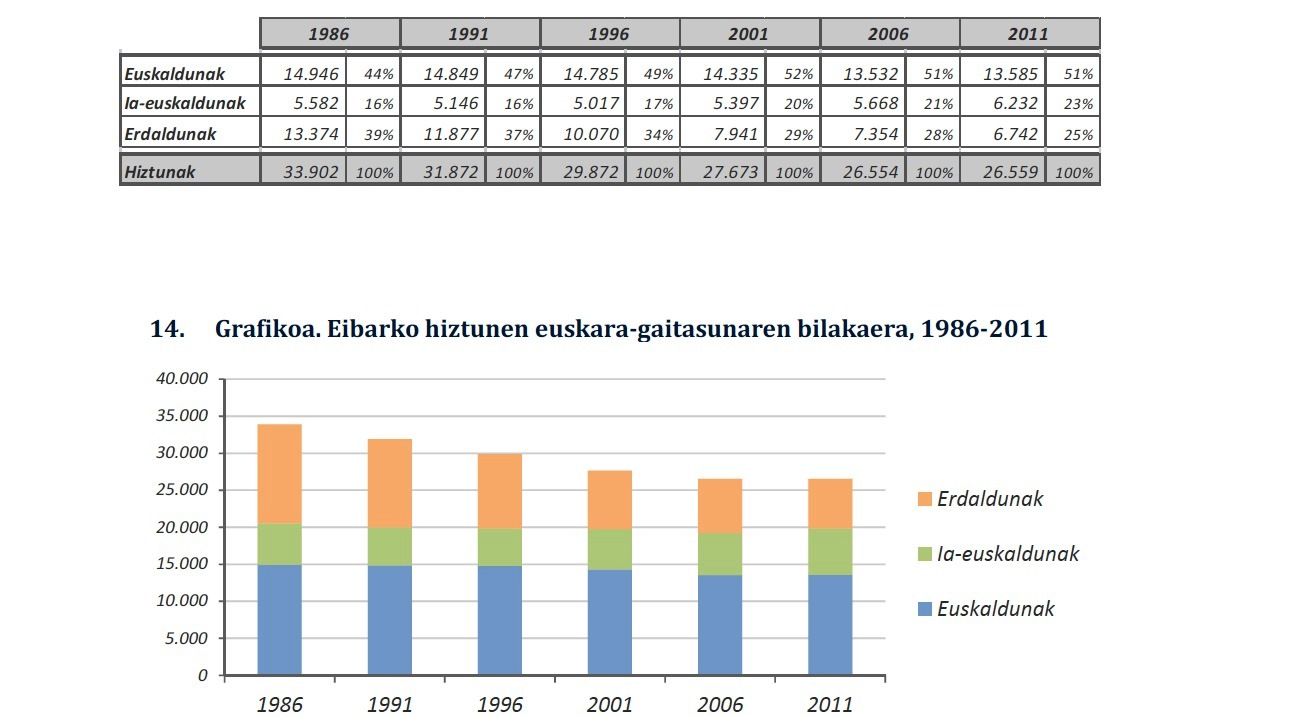 1986 1991 1996 2001 2006 2011
Euskaldunak 14.946 44% 14.849 47% 14.785 49% 14.335 52% 13.532 51% 13.585 51%
Ia-euskaldunak 5.582 16% 5.146 16% 5.017 17% 5.397 20% 5.668 21% 6.232 23%
Erdaldunak 13.374 39% 11.877 37% 10.070 34% 7.941 29% 7.354 28% 6.742 25%
Hiztunak 33.902 100% 31.872 100% 29.872 100% 27.673 100% 26.554 100% 26.559 100%
14. Grafikoa. Eibarko hiztunen euskara-gaitasunaren bilakaera, 1986-2011
40.000
35.000
30.000
25.000
20.000
15.000
10.000
5.000
0
1986 1991 1996 2001 2006 2011
Erdaldunak
Ia-euskaldunak
Euskaldunak